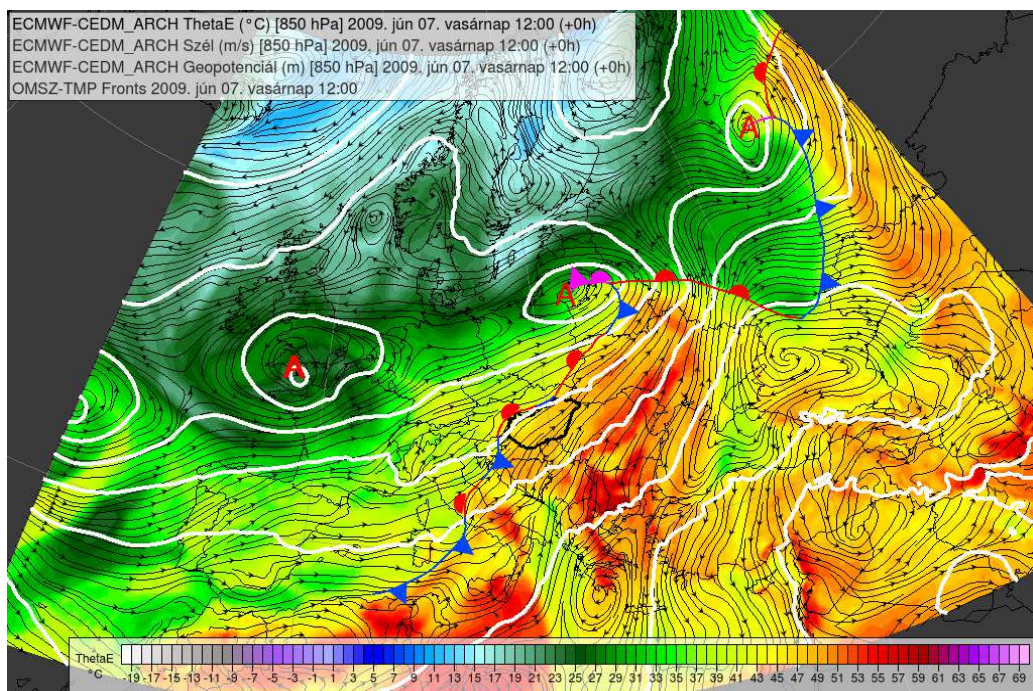 ECMWF-CEDM_ARCH ThetaE (°C) [850 hPa] 2009. jún 07. vasárnap 12:00 (+0h)
ECMWF-CEDM_ARCH Szél (m/s) [850 hPa] 2009. jún 07. vasárnap 12:00 (+0h)
ECMWF-CEDM_ARCH Geopotenciál (m) [850 hPa] 2009. jún 07. vasárnap 12:00 (+0h)
OMSZ-TMP Fronts 2009. jún 07. vasárnap 12:00
A
A
A
ThetaE
°C
-19 -17 -15 -13 -11 -9 -7 -5 -3 -1 1 3 5 7 9 11 13 15 17 19 21 23 25 27 29 31 33 35 37 39 41 43 45 47 49 51 53 55 57 59 61 63 65 67 69